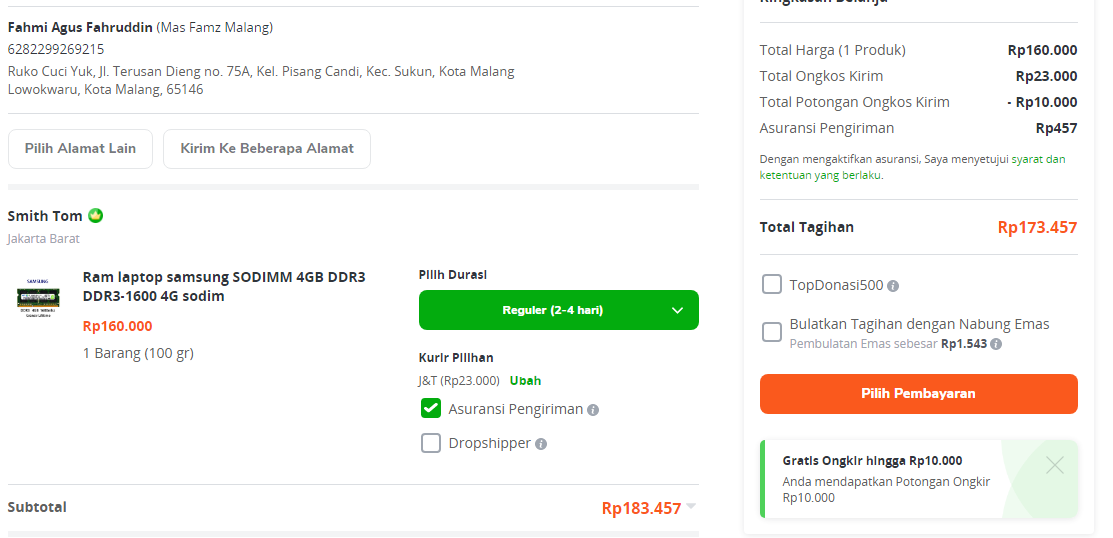 Fahmi Agus Fahruddin (Mas Famz Malang)
6282299269215
Ruko Cuci Yuk, Jl. Terusan Dieng no. 75A, Kel. Pisang Candi, Kec. Sukun, Kota Malang
Lowokwaru, Kota Malang, 65146
Pilih Alamat Lain
Kirim Ke Beberapa Alamat
Smith Tom
Jakarta Barat
SAMSUNG
Ram laptop samsung SODIMM 4GB DDR3
DDR3-1600 4G sodim
Rp160.000
1 Barang (100 gr)
Pilih Durasi
Reguler (2-4 hari)
Kurir Pilihan
J&T (Rp23.000) Ubah
Asuransi Pengiriman
Dropshipper
Subtotal Rp183.457
Ringkasan Belanja
Total Harga (1 Produk) Rp160.000
Total Ongkos Kirim Rp23.000
Total Potongan Ongkos Kirim - Rp10.000
Asuransi Pengiriman Rp457
Dengan mengaktifkan asuransi, Saya menyetujui syarat dan
ketentuan yang berlaku.
Total Tagihan Rp173.457
TopDonasi500
Bulatkan Tagihan dengan Nabung Emas
Pembulatan Emas sebesar Rp1.543
Pilih Pembayaran
Gratis Ongkir hingga Rp10.000
Anda mendapatkan Potongan Ongkir
Rp10.000